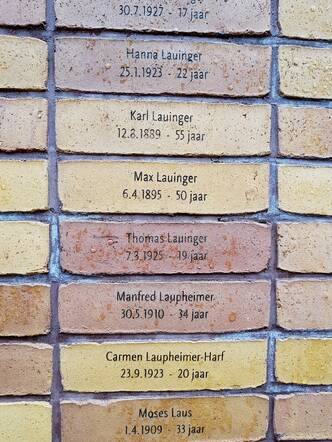 30.7.1927 - 17 jaar
Hanna Lauinger
25.1.1923 - 22 jaar
Karl Lauinger
12.8.1889 - 55 jaar
Max Lauinger
6.4.1895 - 50 jaar
Thomas Lauinger
7.3.1925 - 19 jaar
Manfred Laupheimer
30.5.1910 - 34 jaar
Carmen Laupheimer-Harf
23.9.1923 - 20 jaar
Moses Laus
1.4.1909 - 33 jaar